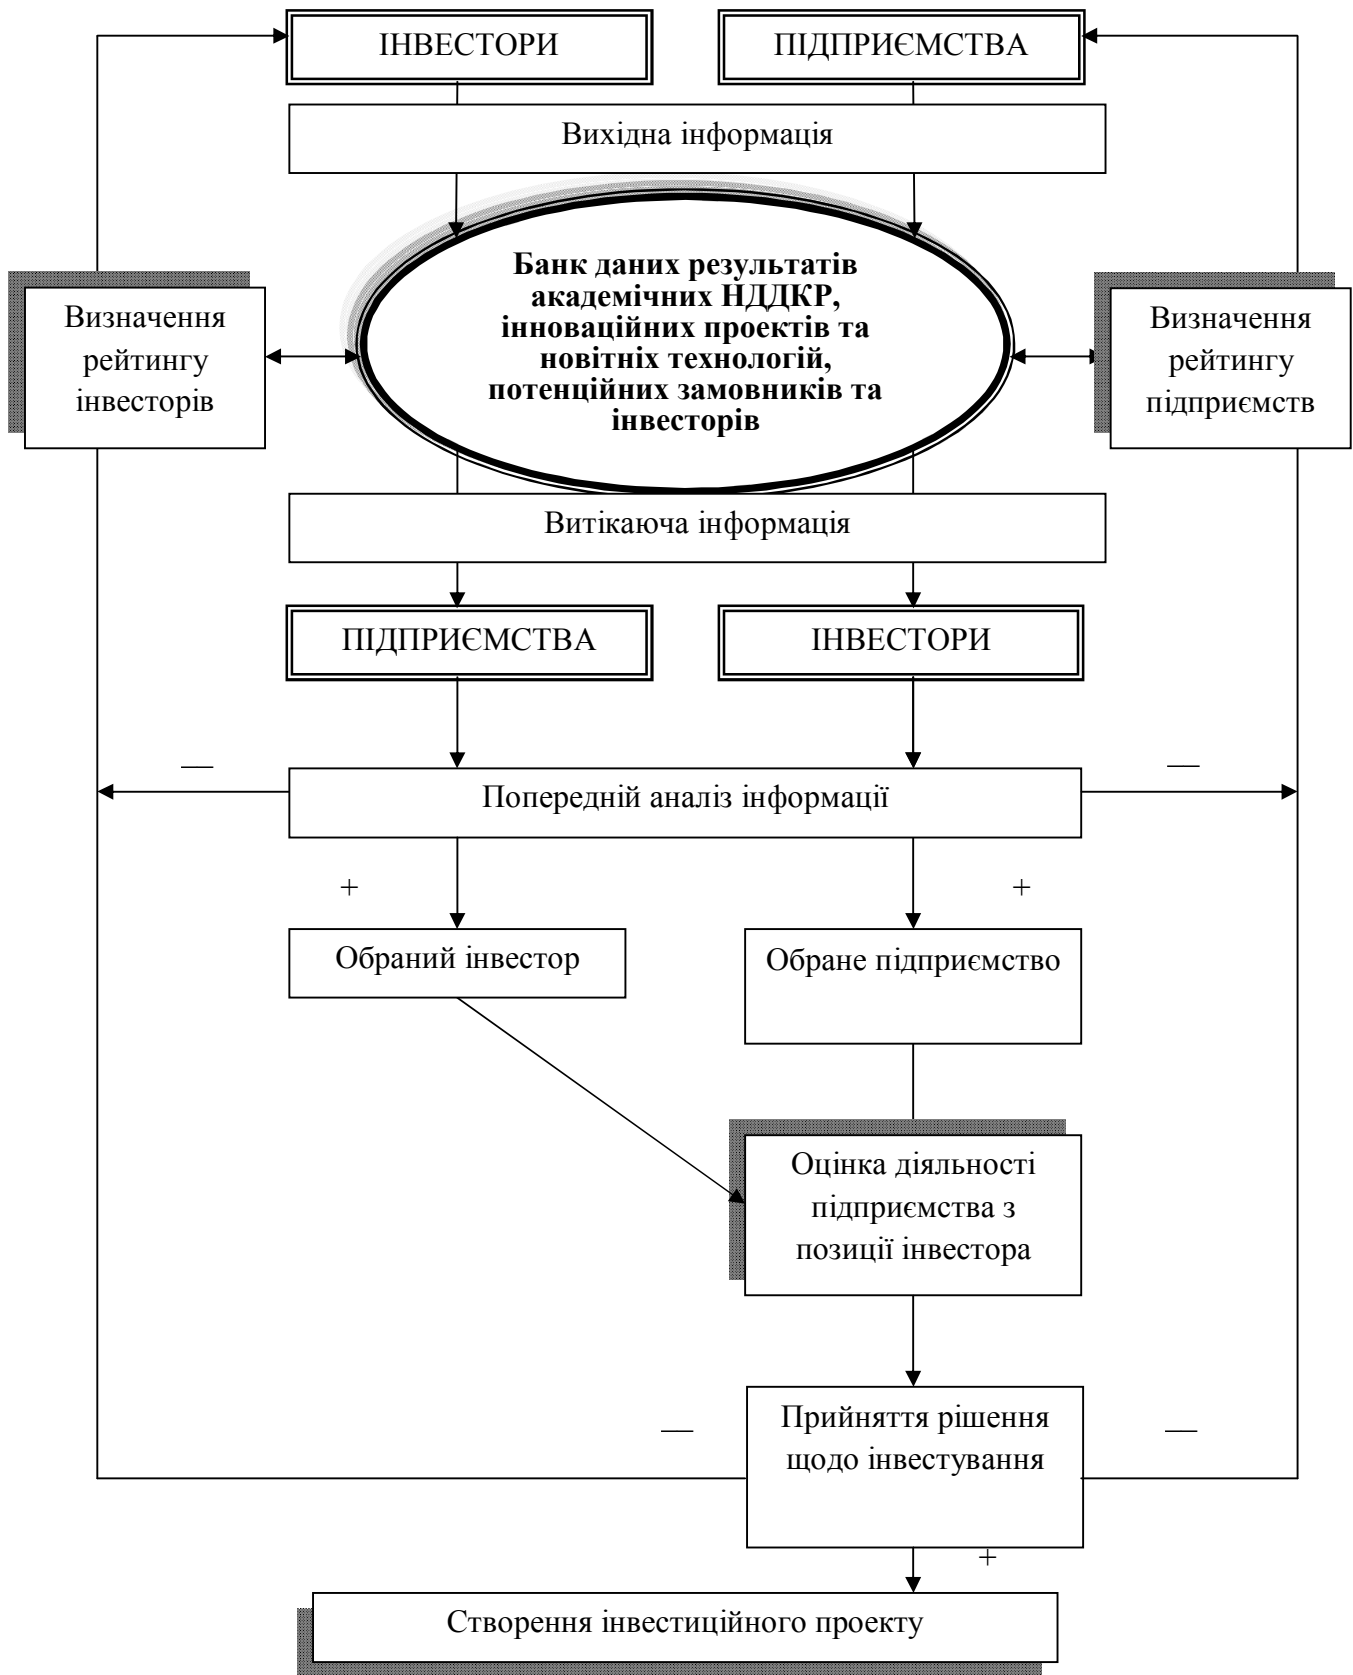 ІНВЕСТОРИ
ПІДПРИЄМСТВА
Вихідна інформація
Банк даних результатів
академічних НДДКР,
інноваційних проектів та
новітніх технологій,
потенційних замовників та
інвесторів
Визначення
рейтингу
інвесторів
Визначення
рейтингу
підприємств
Витікаюча інформація
ПІДПРИЄМСТВА
ІНВЕСТОРИ
—
—
Попередній аналіз інформації
+
+
Обраний інвестор
Обране підприємство
Оцінка діяльності
підприємства з
позиції інвестора
—
—
Прийняття рішення
щодо інвестування
+
Створення інвестиційного проекту